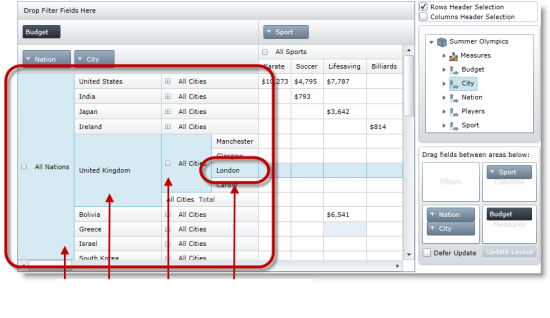 Drop Filter Fields Here
Budget
Sport
Nation
City
All Sports
Karate Soccer Lifesaving Billiards
United States All Cities $10,273 $4,795 $7,787
India All Cities $793
Japan All Cities $3,642
Ireland All Cities $814
Manchester
Glasgow
All Nations United Kingdom All Cities London
Cardiff
All Cities Total
Bolivia All Cities $6,541
Greece All Cities
Israel All Cities
South Korea All Cities
Rows Header Selection
Columns Header Selection
Summer Olympics
Measures
Budget
City
Nation
Players
Sport
Drag fields between areas below:
Filters
Sport
Columns
Nation
City
Budget
Measures
Defer Update Update Layout